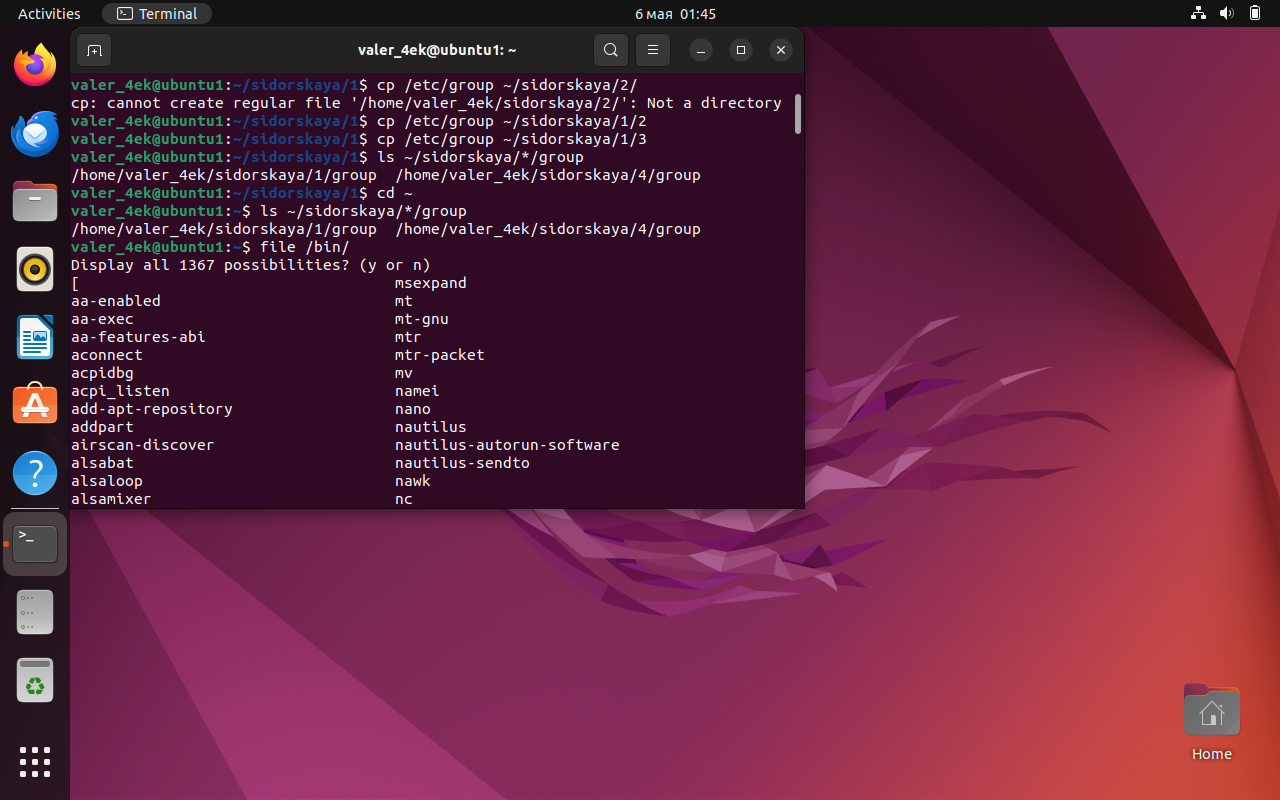 Activities
Terminal
6 мая 01:45
valer_4ek@ubuntu1: ~
valer_4ek@ubuntu1:~/sidorskaya/1$ cp /etc/group ~/sidorskaya/2/
cp: cannot create regular file '/home/valer_4ek/sidorskaya/2/': Not a directory
valer_4ek@ubuntu1:~/sidorskaya/1$ cp /etc/group ~/sidorskaya/1/2
valer_4ek@ubuntu1:~/sidorskaya/1$ cp /etc/group ~/sidorskaya/1/3
valer_4ek@ubuntu1:~/sidorskaya/1$ ls ~/sidorskaya/*/group
/home/valer_4ek/sidorskaya/1/group  /home/valer_4ek/sidorskaya/4/group
valer_4ek@ubuntu1:~/sidorskaya/1$ cd ~
valer_4ek@ubuntu1:~$ ls ~/sidorskaya/*/group
/home/valer_4ek/sidorskaya/1/group  /home/valer_4ek/sidorskaya/4/group
valer_4ek@ubuntu1:~$ file /bin/
Display all 1367 possibilities? (y or n)
[ msexpand
aa-enabled mt
aa-exec mt-gnu
aa-features-abi mtr
aconnect mtr-packet
acpidbg mv
acpi_listen namei
add-apt-repository nano
addpart nautilus
airscan-discover nautilus-autorun-software
alsabat nautilus-sendto
alsaloop nawk
alsamixer nc
Home